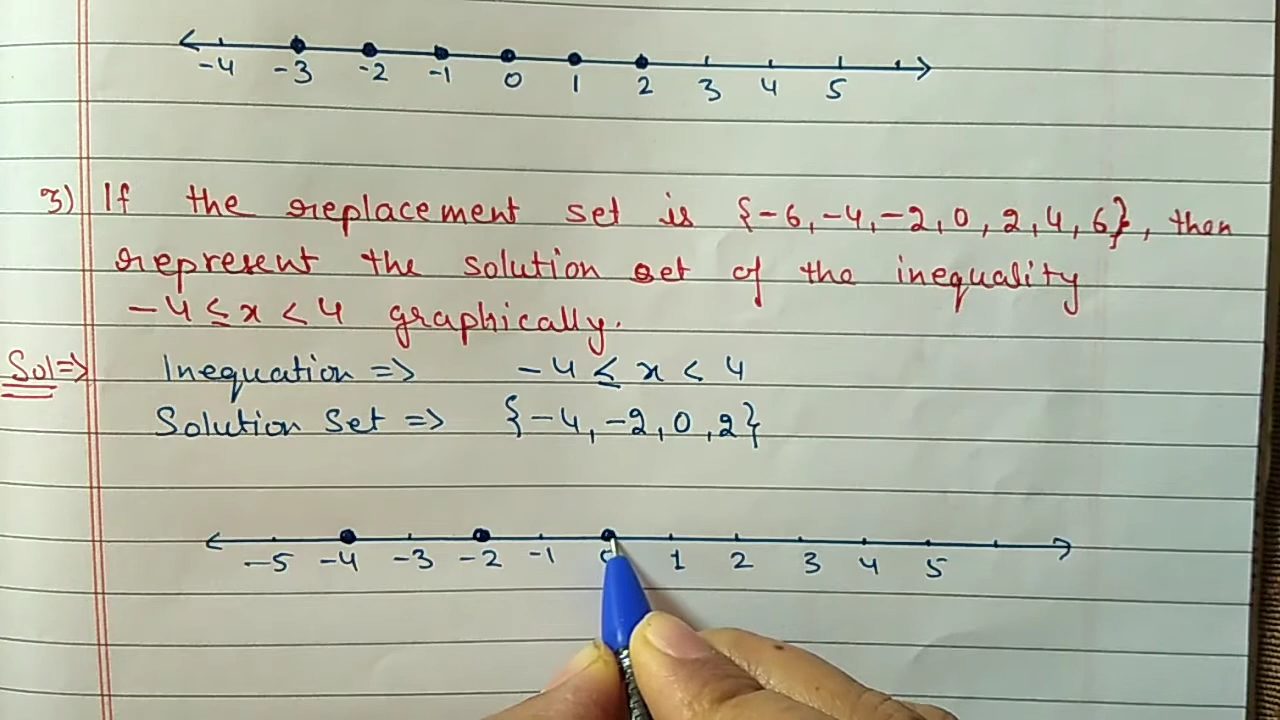 -4 -3 -2 -1 0 1 2 3 4 5
3) If the replacement set is {-6, -4, -2, 0, 2, 4, 6}, then
represent the solution set of the inequality
-4 ≤ x < 4 graphically.
Sol=> Inequation => -4 ≤ x < 4
Solution Set => {-4, -2, 0, 2}
-5 -4 -3 -2 -1 0 1 2 3 4 5